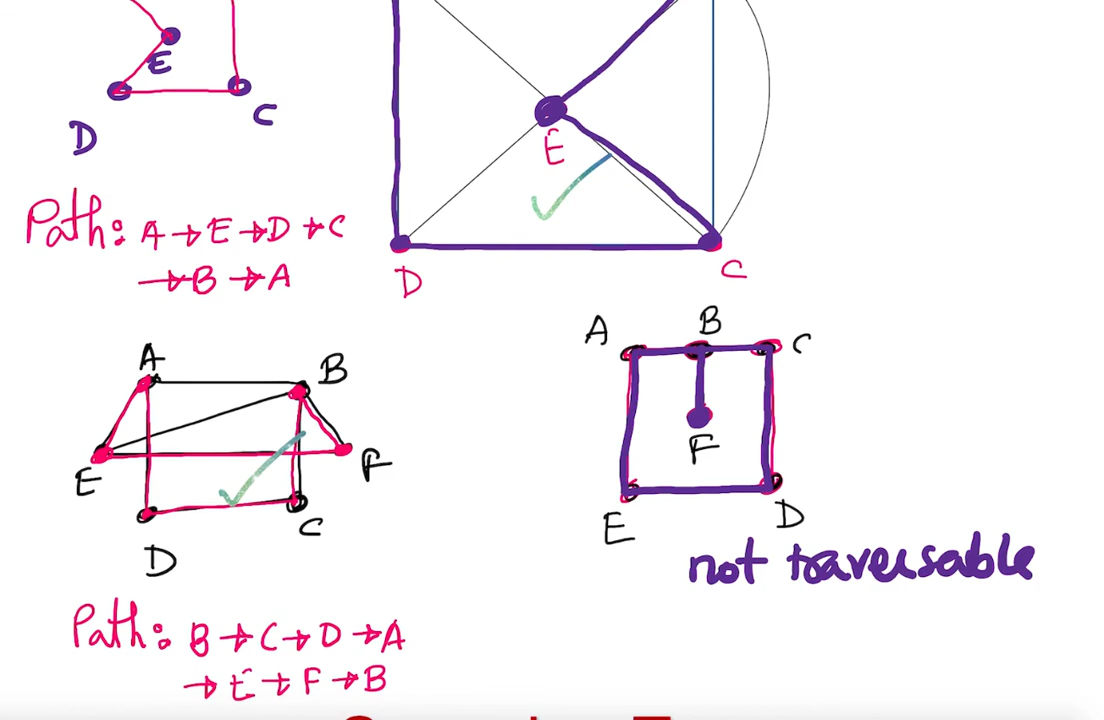 E
D
C
E
D
C
Path: A → E → D → C
→ B → A
A
B
E
F
D
C
A
B
C
F
E
D
not traversable
Path: B → C → D → A
→ E → F → B